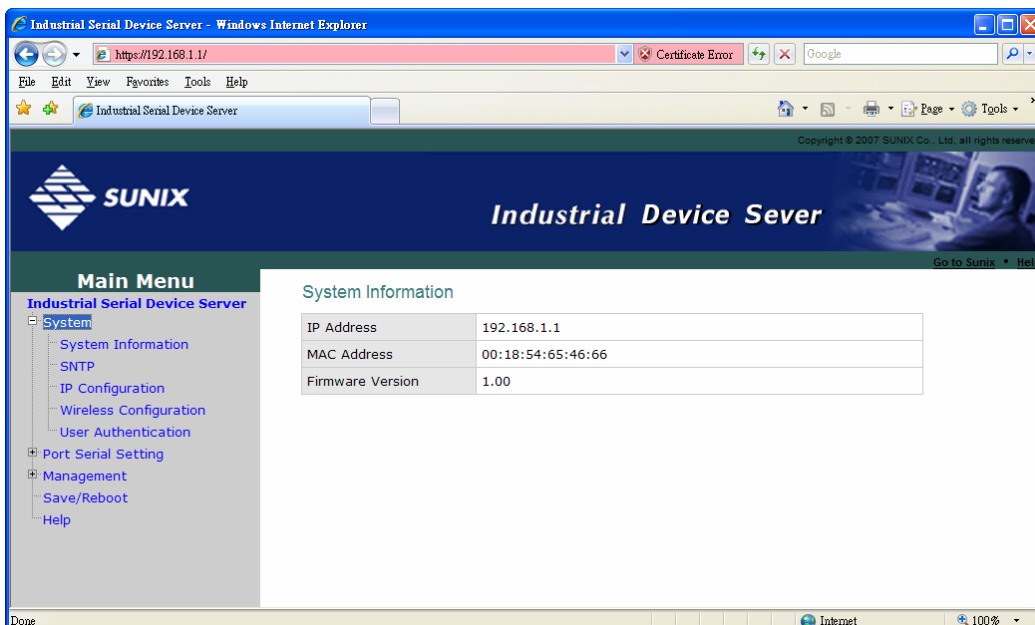 Industrial Serial Device Server - Windows Internet Explorer
https://192.168.1.1/
Certificate Error
Google
File Edit View Favorites Tools Help
Industrial Serial Device Server
Page Tools
Copyright © 2007 SUNIX Co., Ltd, all rights reserve
SUNIX
Industrial Device Sever
Go to Sunix • Hel
Main Menu
Industrial Serial Device Server
System
System Information
SNTP
IP Configuration
Wireless Configuration
User Authentication
Port Serial Setting
Management
Save/Reboot
Help
System Information
IP Address 192.168.1.1
MAC Address 00:18:54:65:46:66
Firmware Version 1.00
Done
Internet
100%